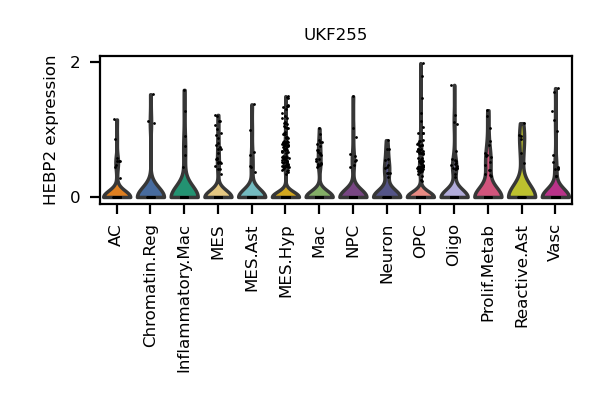 UKF255
HEBP2 expression
2
0
AC
Chromatin.Reg
Inflammatory.Mac
MES
MES.Ast
MES.Hyp
Mac
NPC
Neuron
OPC
Oligo
Prolif.Metab
Reactive.Ast
Vasc